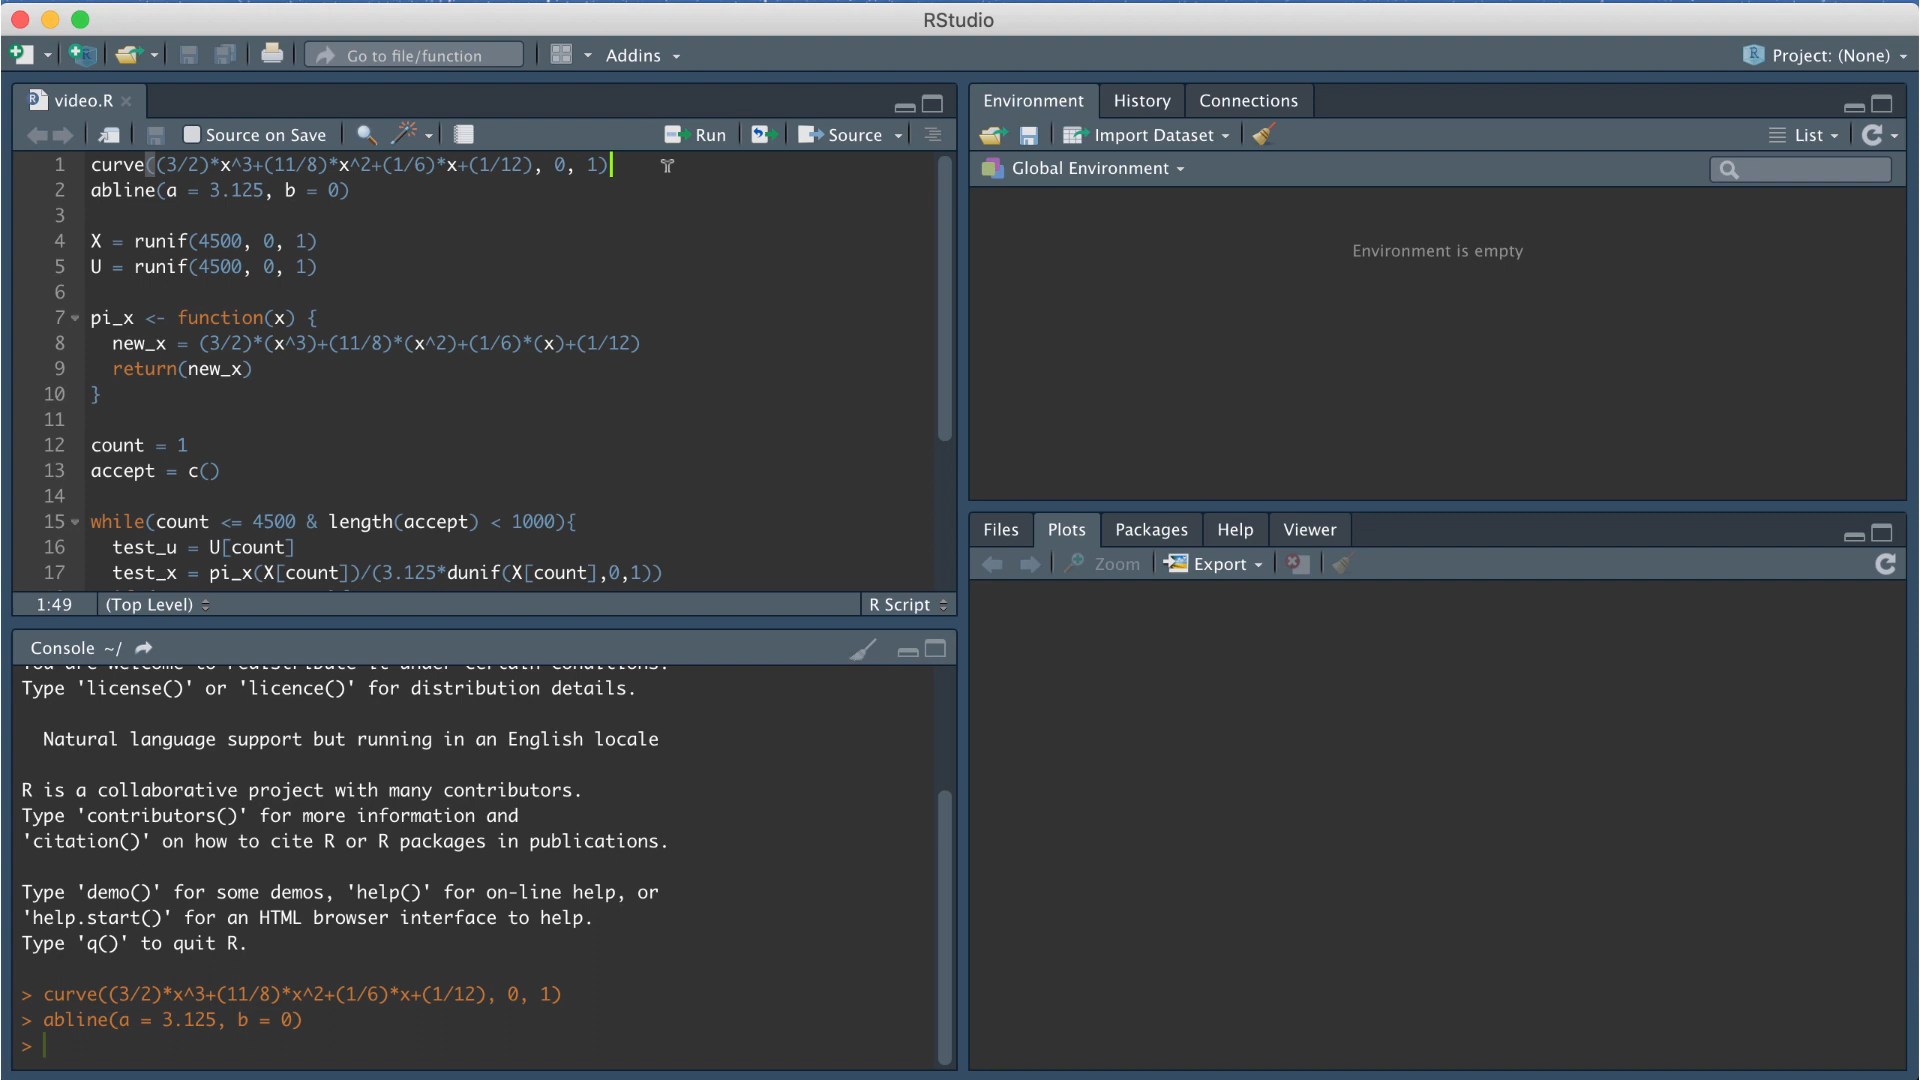 RStudio
Go to file/function
Addins
Project: (None)
video.R
Source on Save
Run
Source
1 curve((3/2)*x^3+(11/8)*x^2+(1/6)*x+(1/12), 0, 1)
2 abline(a = 3.125, b = 0)
3
4 X = runif(4500, 0, 1)
5 U = runif(4500, 0, 1)
6
7 pi_x <- function(x) {
8 new_x = (3/2)*(x^3)+(11/8)*(x^2)+(1/6)*(x)+(1/12)
9 return(new_x)
10 }
11
12 count = 1
13 accept = c()
14
15 while(count <= 4500 & length(accept) < 1000){
16 test_u = U[count]
17 test_x = pi_x(X[count])/(3.125*dunif(X[count],0,1))
1:49 (Top Level) R Script
Console ~/
You are welcome to redistribute it under certain conditions.
Type 'license()' or 'licence()' for distribution details.
Natural language support but running in an English locale
R is a collaborative project with many contributors.
Type 'contributors()' for more information and
'citation()' on how to cite R or R packages in publications.
Type 'demo()' for some demos, 'help()' for on-line help, or
'help.start()' for an HTML browser interface to help.
Type 'q()' to quit R.
> curve((3/2)*x^3+(11/8)*x^2+(1/6)*x+(1/12), 0, 1)
> abline(a = 3.125, b = 0)
>
Environment History Connections
Import Dataset List
Global Environment
Environment is empty
Files Plots Packages Help Viewer
Zoom Export